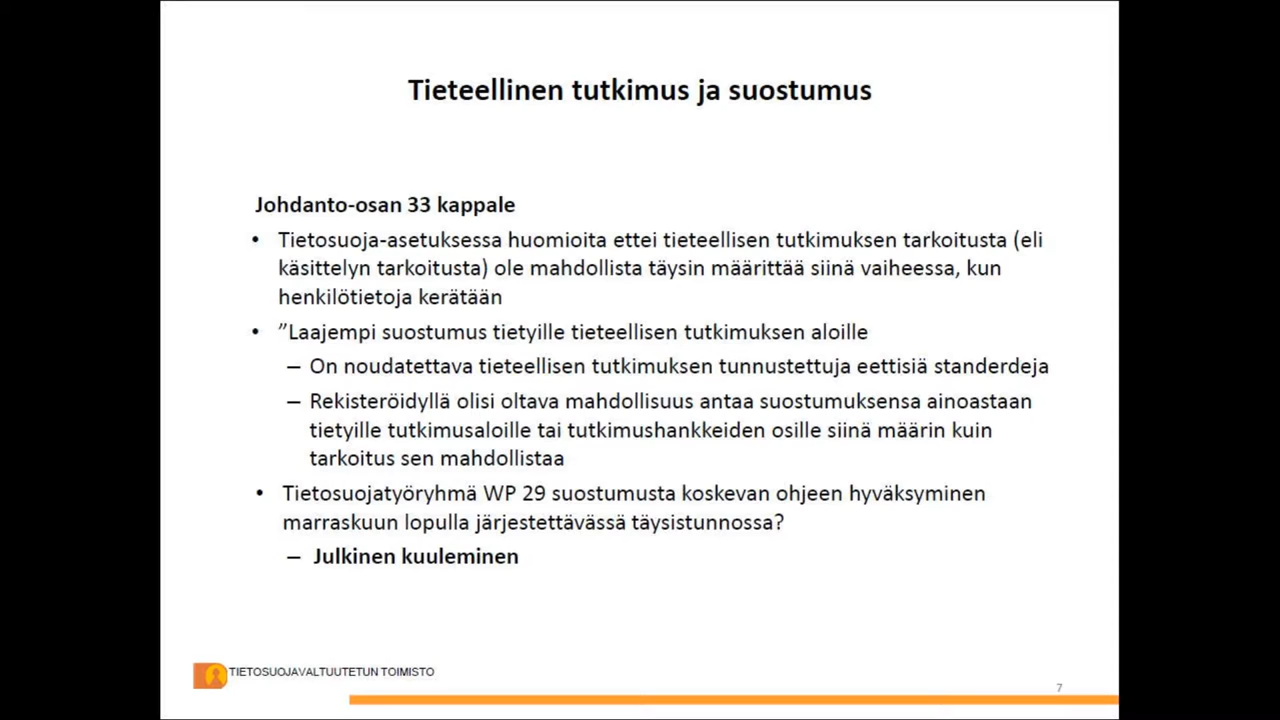 Tieteellinen tutkimus ja suostumus
Johdanto-osan 33 kappale
• Tietosuoja-asetuksessa huomioita ettei tieteellisen tutkimuksen tarkoitusta (eli
käsittelyn tarkoitusta) ole mahdollista täysin määrittää siinä vaiheessa, kun
henkilötietoja kerätään
• ”Laajempi suostumus tietyille tieteellisen tutkimuksen aloille
– On noudatettava tieteellisen tutkimuksen tunnustettuja eettisiä standerdeja
– Rekisteröidyllä olisi oltava mahdollisuus antaa suostumuksensa ainoastaan
tietyille tutkimusaloille tai tutkimushankkeiden osille siinä määrin kuin
tarkoitus sen mahdollistaa
• Tietosuojatyöryhmä WP 29 suostumusta koskevan ohjeen hyväksyminen
marraskuun lopulla järjestettävässä täysistunnossa?
– Julkinen kuuleminen
TIETOSUOJAVALTUUTETUN TOIMISTO
7